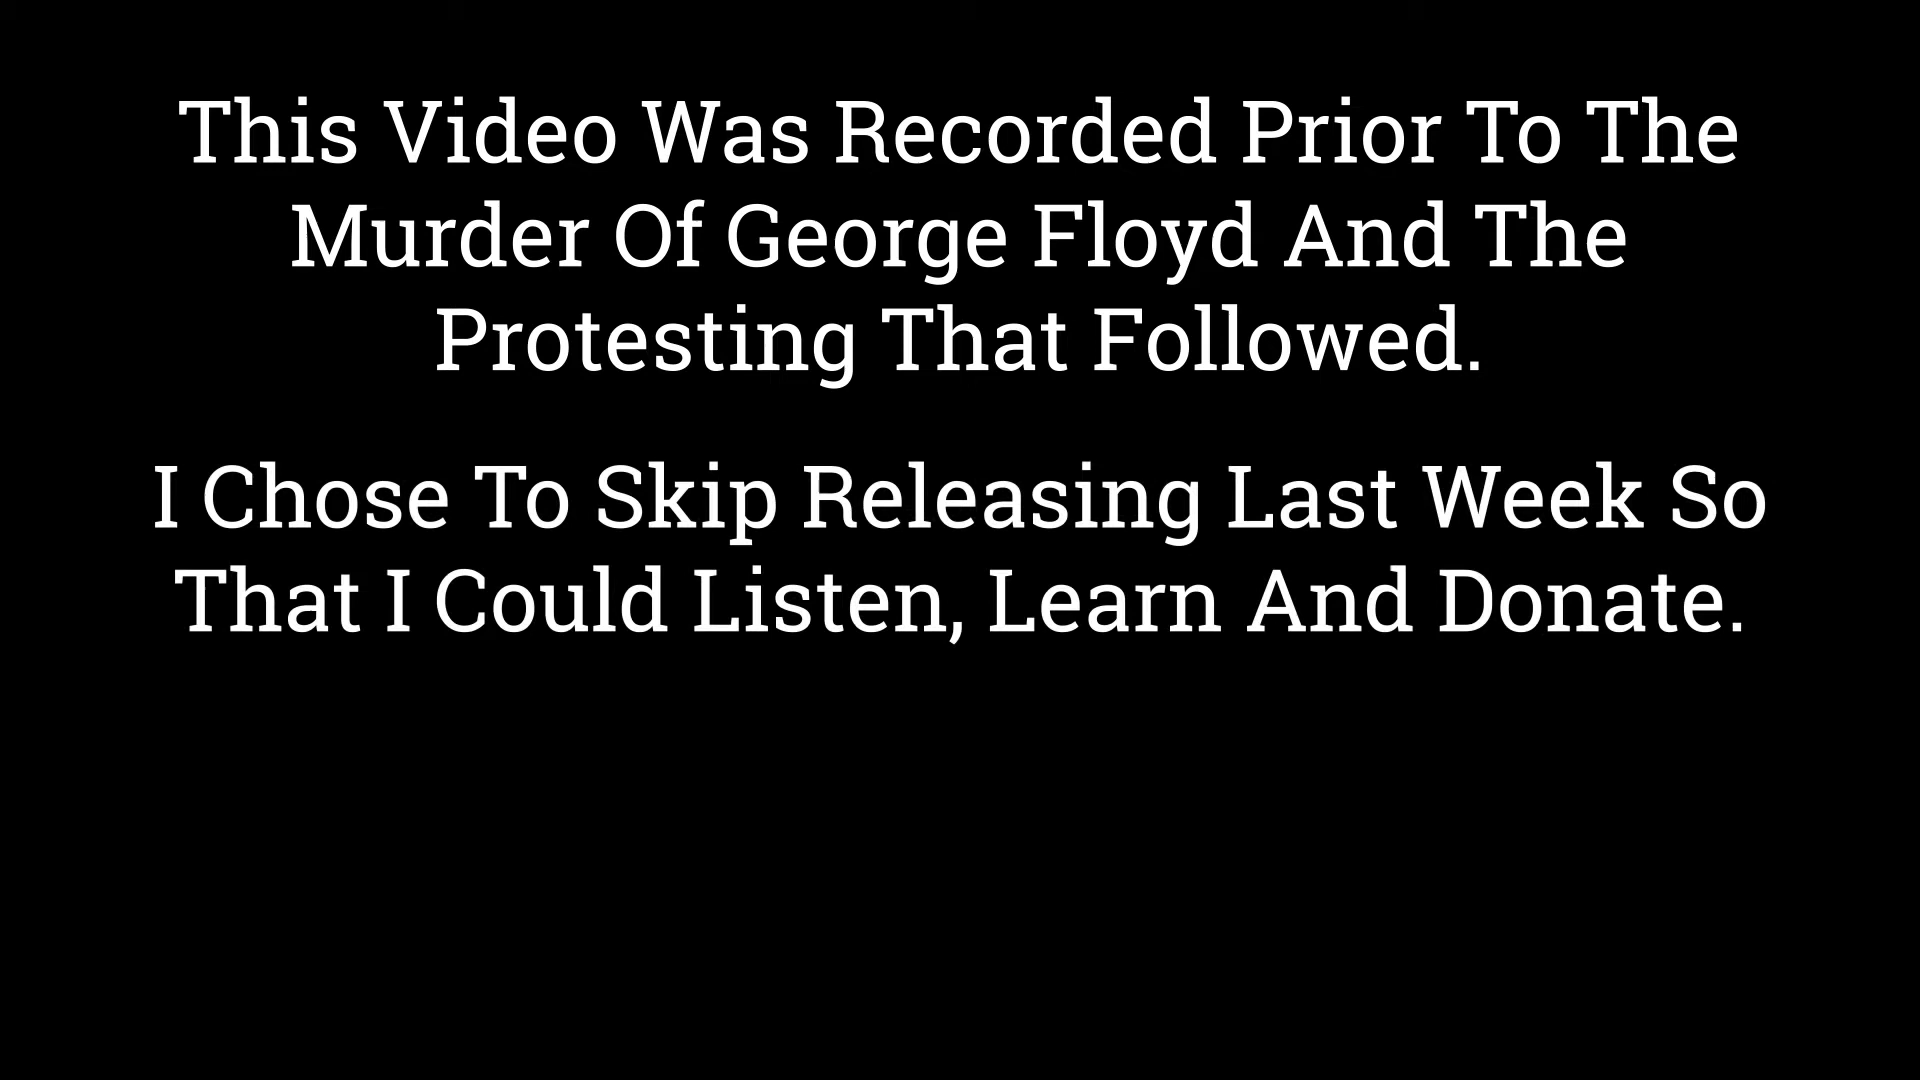 This Video Was Recorded Prior To The
Murder Of George Floyd And The
Protesting That Followed.
I Chose To Skip Releasing Last Week So
That I Could Listen, Learn And Donate.